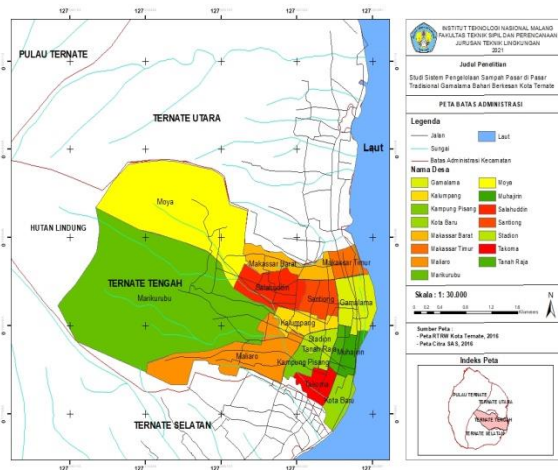 127
127
127
127
127
PULAU TERNATE
TERNATE UTARA
Laut
Moya
HUTAN LINDUNG
Makassar Barat
Makassar Timur
TERNATE TENGAH
Salahuddin
Marikurubu
Santiong
Gamalama
Kalumpang
Stadion
Tanah Raja
Muhajirin
Maliaro
Kampung Pisang
Takoma
Kota Baru
TERNATE SELATAN
127
127
127
127
127
INSTITUT TEKNOLOGI NASIONAL MALANG
FAKULTAS TEKNIK SIPIL DAN PERENCANAAN
JURUSAN TEKNIK LINGKUNGAN
2021
Judul Penelitian
Studi Sistem Pengelolaan Sampah Pasar di Pasar
Tradisional Gamalama Bahari Berkesan Kota Ternate
PETA BATAS ADMINISTRASI
Legenda
Jalan
Laut
Sungai
Batas Administrasi Kecamatan
Nama Desa
Gamalama
Moya
Kalumpang
Muhajirin
Kampung Pisang
Salahuddin
Kota Baru
Santiong
Makassar Barat
Stadion
Makassar Timur
Takoma
Maliaro
Tanah Raja
Marikurubu
Skala : 1: 30.000
N
Sumber Peta :
- Peta RTRW Kota Ternate, 2016
- Peta Citra SAS, 2016
Indeks Peta
PULAU TERNATE
TERNATE UTARA
TERNATE TENGAH
TERNATE SELATAN